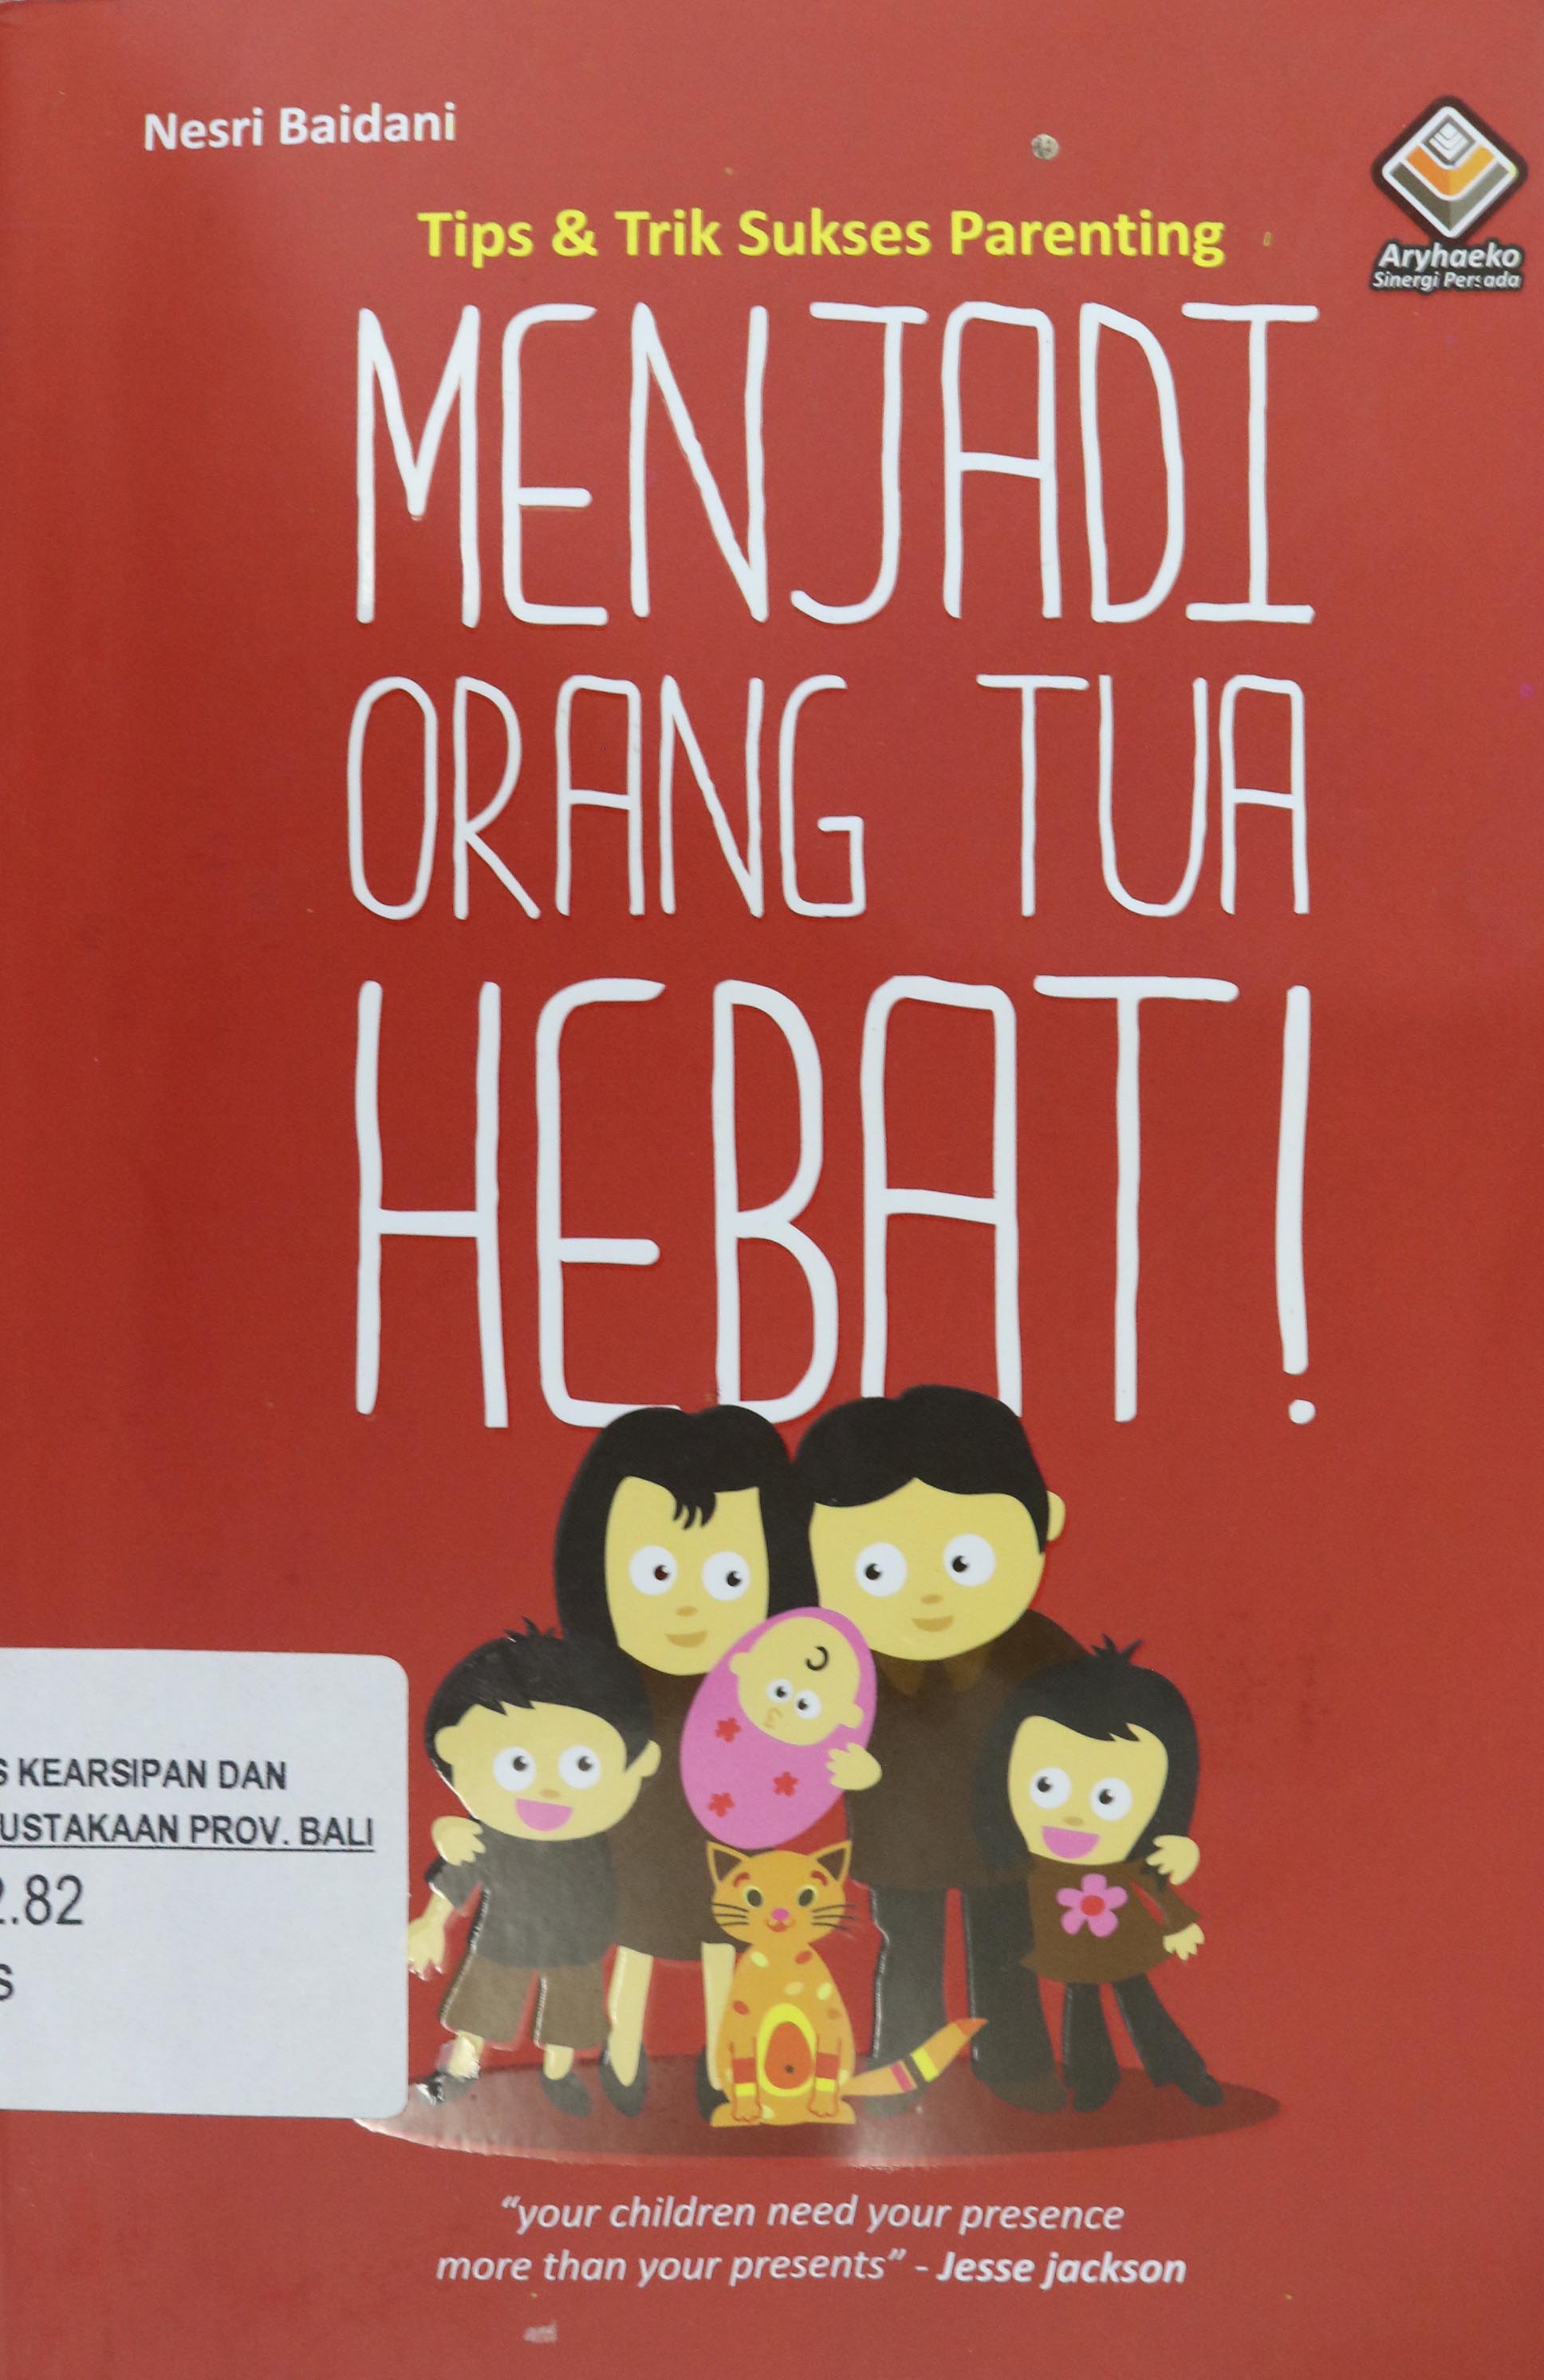 Nesri Baidani
Aryhaeko
Sinergi Persada
Tips & Trik Sukses Parenting
MENJADI
ORANG TUA
HEBAT!
S KEARSIPAN DAN
USTAKAAN PROV. BALI
2.82
S
“your children need your presence
more than your presents” - Jesse jackson